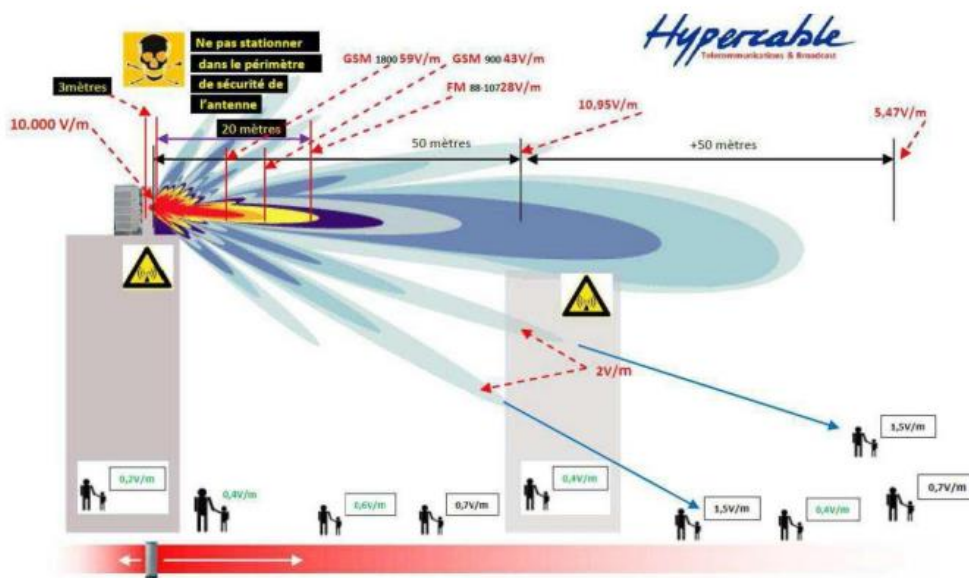 Hypercable
Telecommunications & Broadcast
Ne pas stationner
dans le périmètre
de sécurité de
l'antenne
GSM 1800 59V/m
GSM 900 43V/m
FM 88-107 28V/m
3mètres
10.000 V/m
20 mètres
10,95V/m
5,47V/m
50 mètres
+50 mètres
2V/m
1,5V/m
0,2V/m
0,4V/m
0,6V/m
0,7V/m
0,4V/m
1,5V/m
0,4V/m
0,7V/m